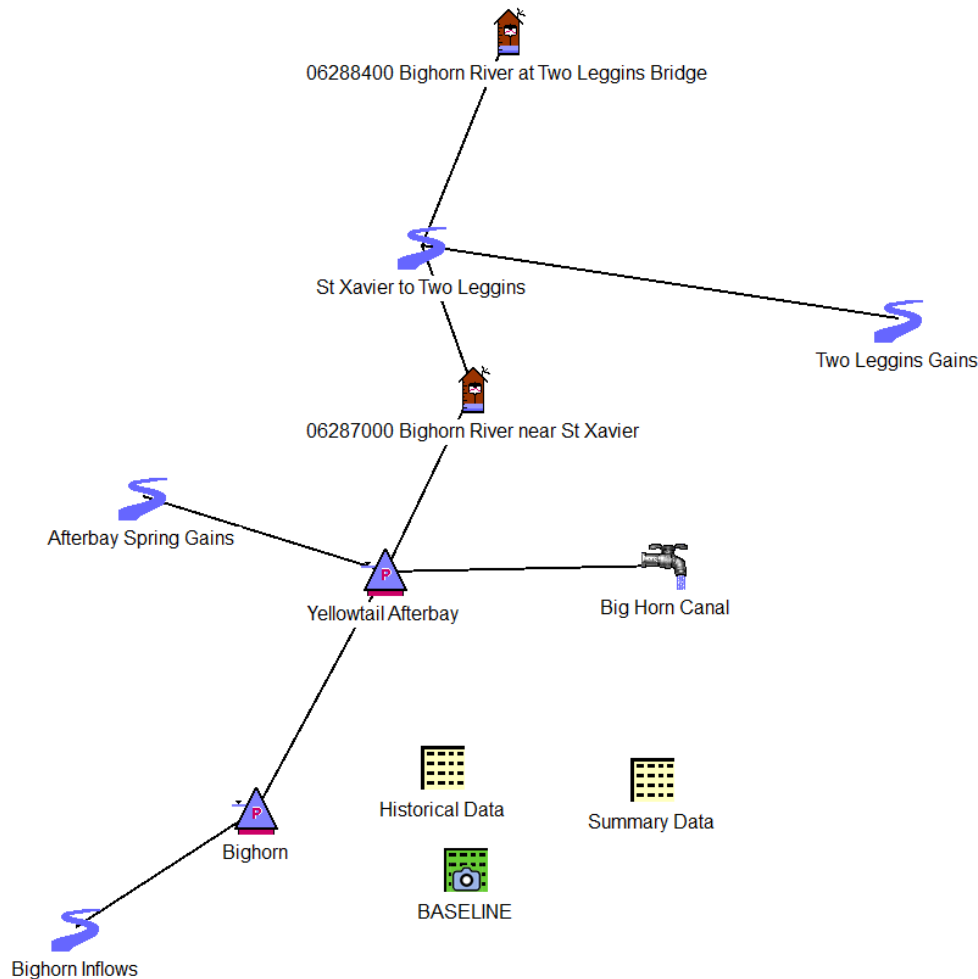 06288400 Bighorn River at Two Leggins Bridge
St Xavier to Two Leggins
Two Leggins Gains
06287000 Bighorn River near St Xavier
Afterbay Spring Gains
P
Yellowtail Afterbay
Big Horn Canal
Historical Data
Summary Data
P
Bighorn
BASELINE
Bighorn Inflows